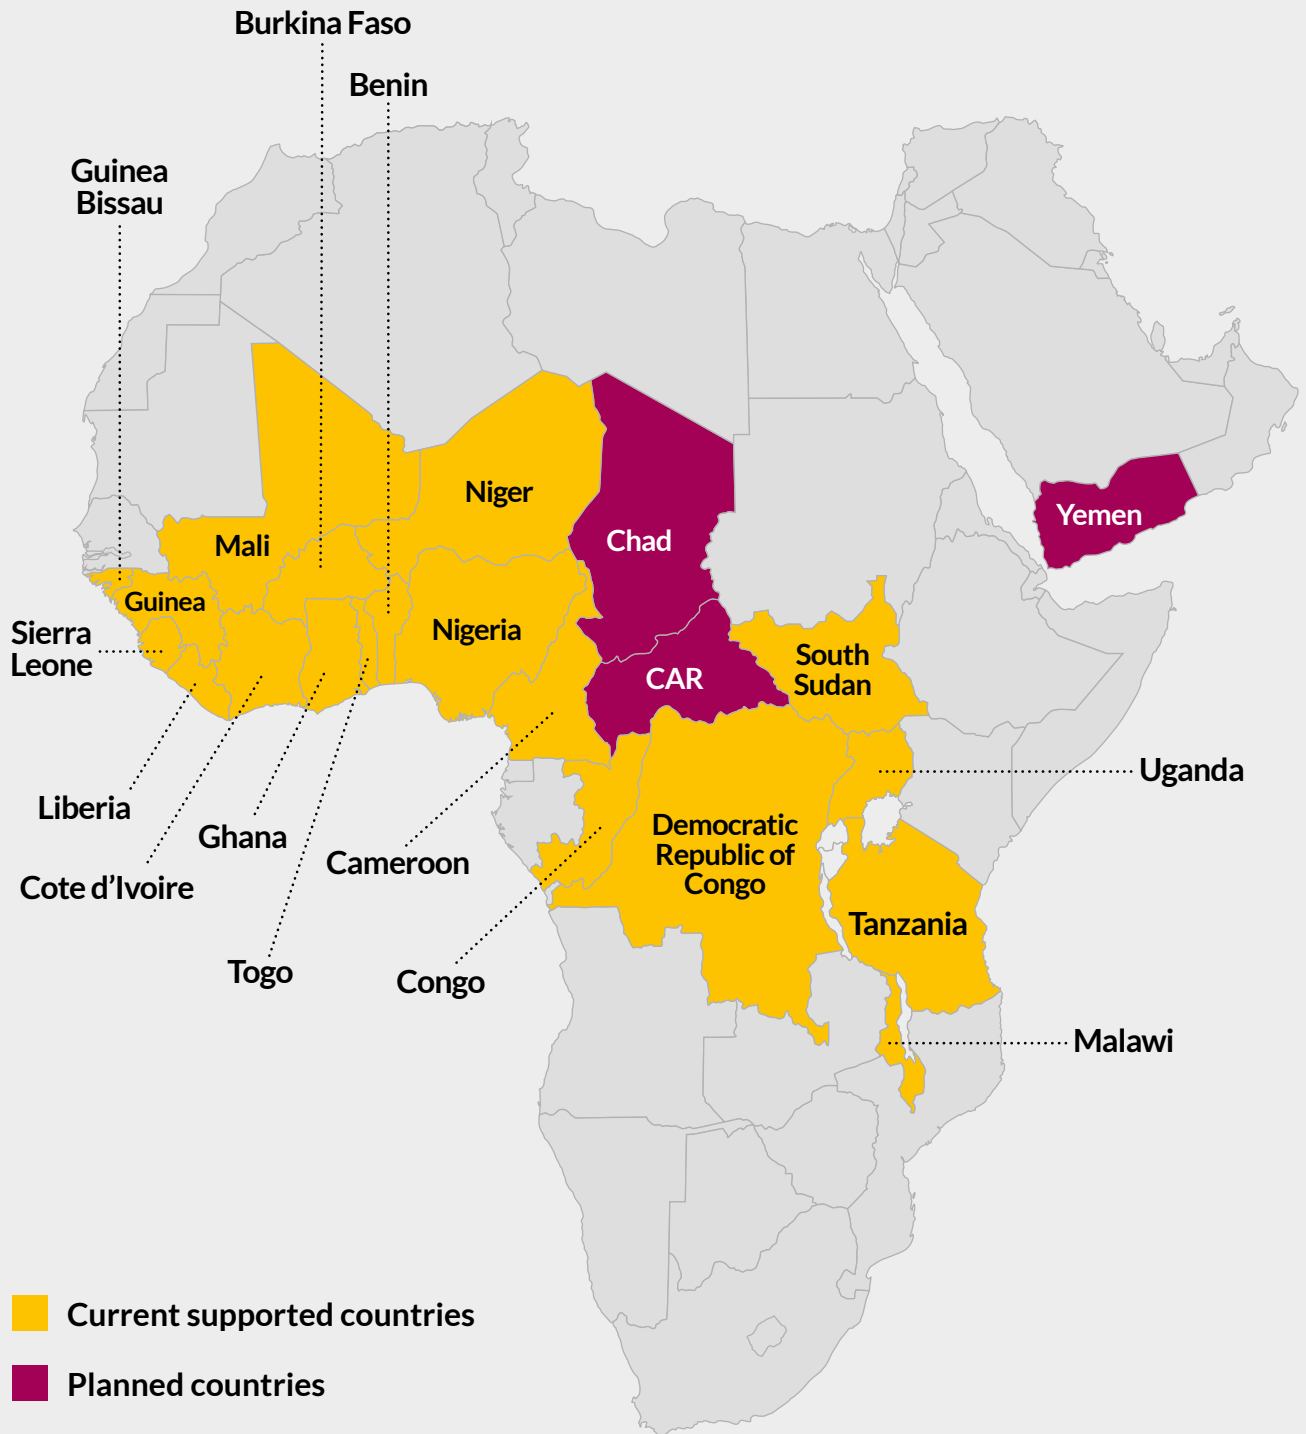 Burkina Faso
Benin
Guinea
Bissau
Niger
Mali
Chad
Yemen
Guinea
Nigeria
Sierra
Leone
South
Sudan
CAR
Uganda
Liberia
Ghana
Cameroon
Democratic
Republic of
Congo
Cote d’Ivoire
Tanzania
Togo
Congo
Malawi
Current supported countries
Planned countries